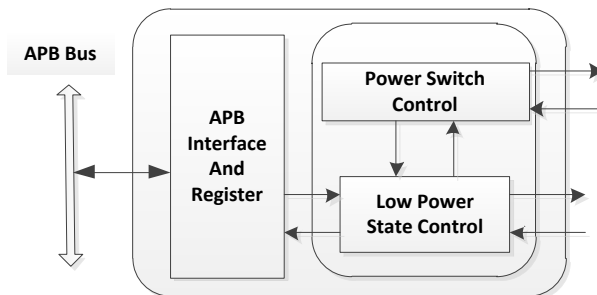 APB Bus
APB
Interface
And
Register
Power Switch
Control
Low Power
State Control